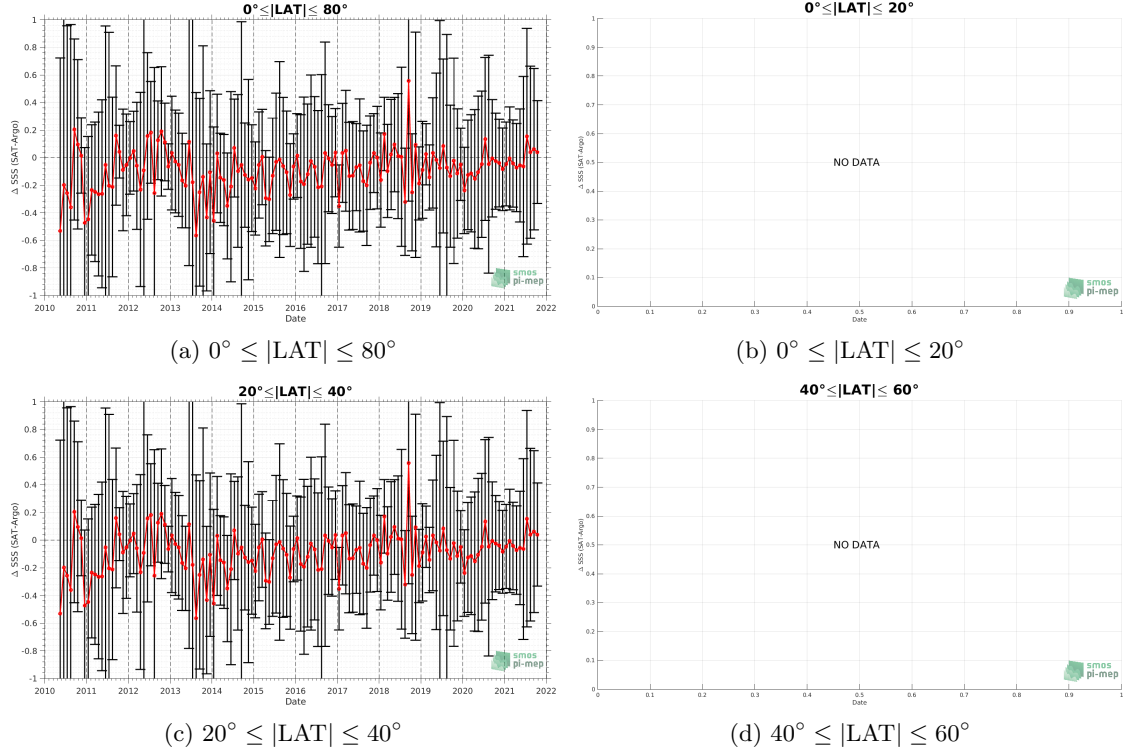 0°≤|LAT|≤ 80°
1
0.8
0.6
0.4
0.2
0
-0.2
-0.4
-0.6
-0.8
-1
Δ SSS (SAT-Argo)
2010 2011 2012 2013 2014 2015 2016 2017 2018 2019 2020 2021 2022
Date
smos
pi-mep
(a) 0° ≤ |LAT| ≤ 80°
0°≤|LAT|≤ 20°
1
0.9
0.8
0.7
0.6
0.5
0.4
0.3
0.2
0.1
0
Δ SSS (SAT-Argo)
NO DATA
0 0.1 0.2 0.3 0.4 0.5 0.6 0.7 0.8 0.9 1
Date
smos
pi-mep
(b) 0° ≤ |LAT| ≤ 20°
20°≤|LAT|≤ 40°
1
0.8
0.6
0.4
0.2
0
-0.2
-0.4
-0.6
-0.8
-1
Δ SSS (SAT-Argo)
2010 2011 2012 2013 2014 2015 2016 2017 2018 2019 2020 2021 2022
Date
smos
pi-mep
(c) 20° ≤ |LAT| ≤ 40°
40°≤|LAT|≤ 60°
1
0.9
0.8
0.7
0.6
0.5
0.4
0.3
0.2
0.1
0
Δ SSS (SAT-Argo)
NO DATA
0 0.1 0.2 0.3 0.4 0.5 0.6 0.7 0.8 0.9 1
Date
smos
pi-mep
(d) 40° ≤ |LAT| ≤ 60°